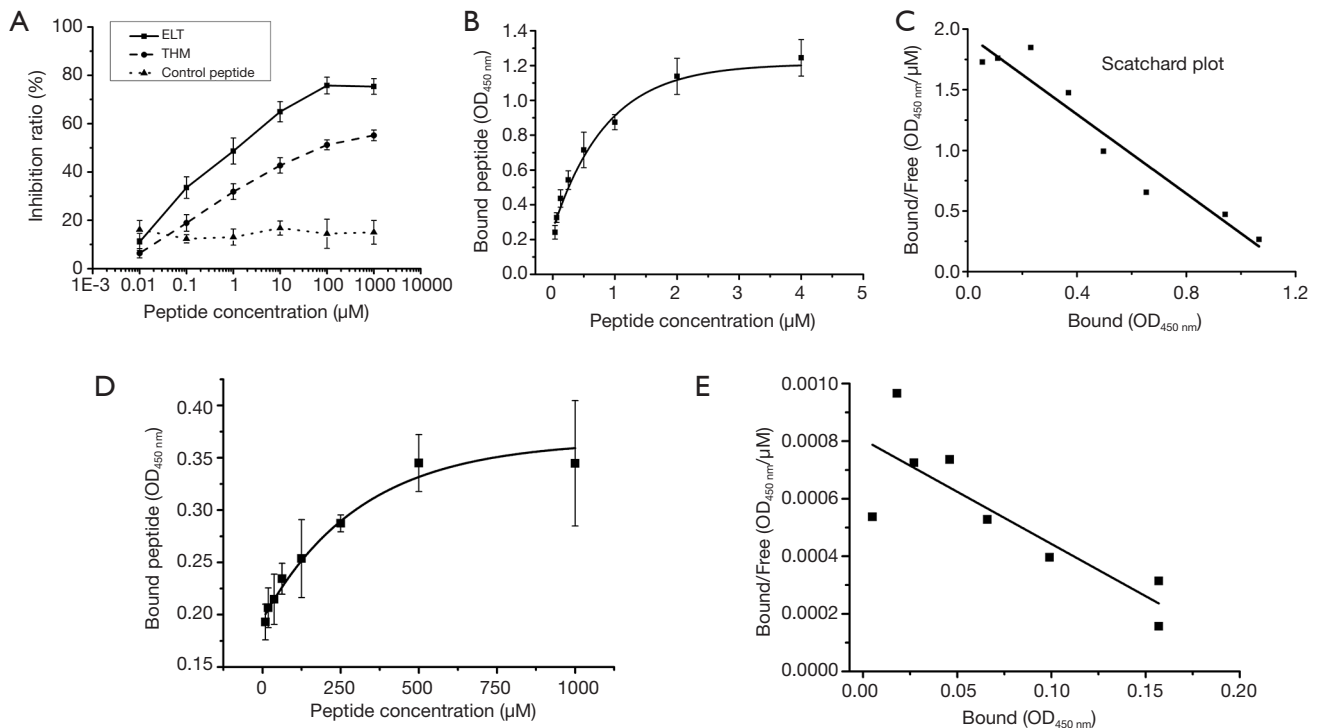 A
100
80
60
40
20
0
Inhibition ratio (%)
ELT
THM
Control peptide
1E-3 0.01 0.1 1 10 100 1000 10000
Peptide concentration (µM)
B
1.4
1.2
1.0
0.8
0.6
0.4
0.2
0.0
Bound peptide (OD450 nm)
0 1 2 3 4 5
Peptide concentration (µM)
C
2.0
1.5
1.0
0.5
0.0
Bound/Free (OD450 nm/µM)
Scatchard plot
0.0 0.4 0.8 1.2
Bound (OD450 nm)
D
0.40
0.35
0.30
0.25
0.20
0.15
Bound peptide (OD450 nm)
0 250 500 750 1000
Peptide concentration (µM)
E
0.0010
0.0008
0.0006
0.0004
0.0002
0.0000
Bound/Free (OD450 nm/µM)
0.00 0.05 0.10 0.15 0.20
Bound (OD450 nm)